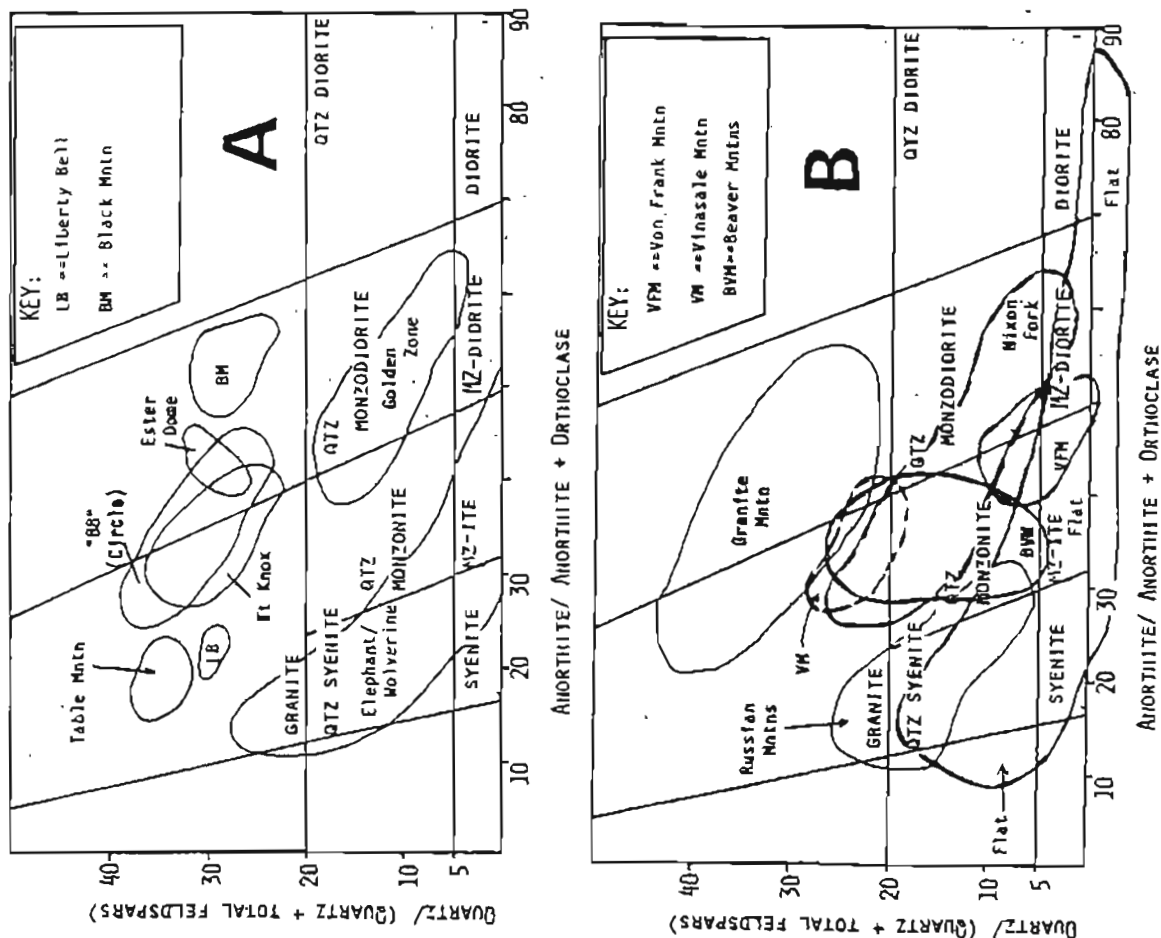 A
KEY:
LB ==Liberty Bell
BM == Black Mntn
Table Mntn
LB
"88"
(Circle)
Ft Knox
Ester
Dome
BM
GRANITE
QTZ SYENITE
Elephant/
Wolverine
SYENITE
QTZ
MONZONITE
MZ-ITE
QTZ
MONZODIORITE
Golden
Zone
MZ-DIORITE
QTZ DIORITE
DIORITE
40
30
20
10
5
10
20
30
80
90
QUARTZ/ (QUARTZ + TOTAL FELDSPARS)
ANORTHITE/ ANORTHITE + ORTHOCLASE
B
KEY:
VFM ==Von Frank Mntn
VM ==Vinasale Mntn
BVM==Beaver Mntns
Granite
Mntn
VM
Russian
Mntns
GRANITE
QTZ SYENITE
SYENITE
Flat
QTZ
MONZONITE
BVM
MZ-ITE
Flat
QTZ
MONZODIORITE
Nixon
Fork
VFM
MZ-DIORITE
QTZ DIORITE
DIORITE
Flat
40
30
20
10
5
10
20
30
80
90
QUARTZ/ (QUARTZ + TOTAL FELDSPARS)
ANORTHITE/ ANORTHITE + ORTHOCLASE